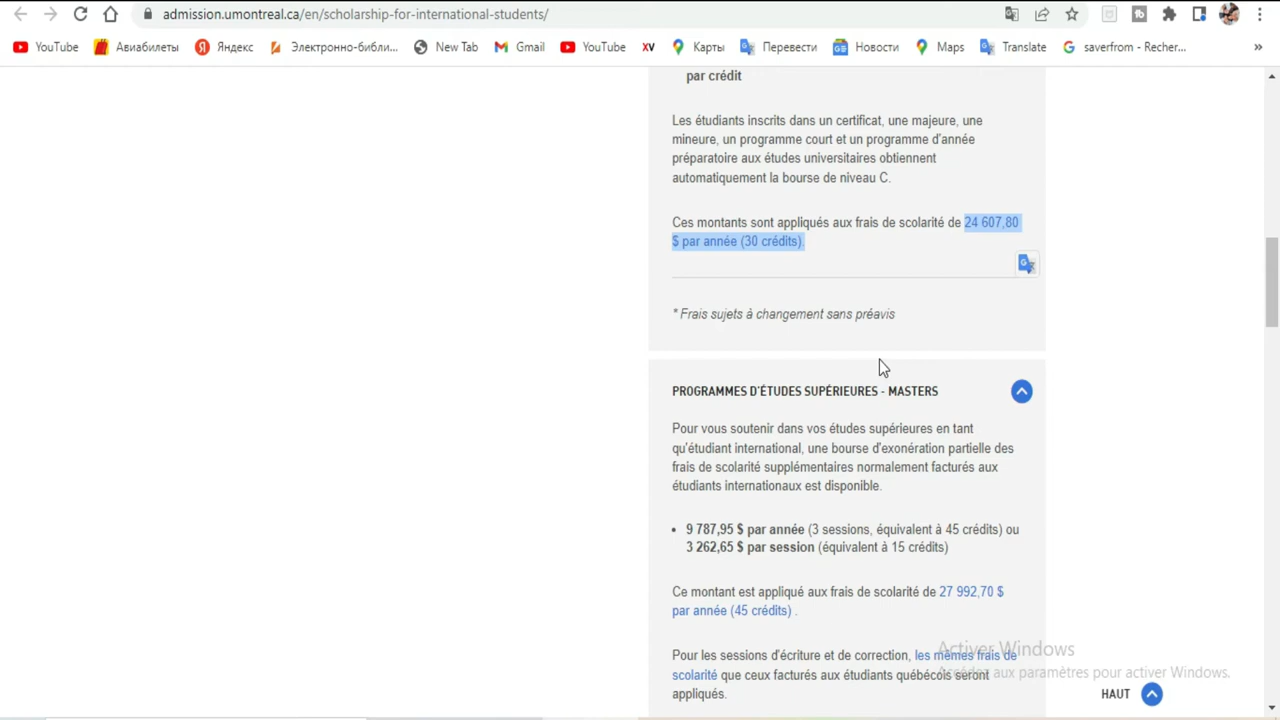 admission.umontreal.ca/en/scholarship-for-international-students/
YouTube Авиабилеты Яндекс Электронно-библи... New Tab Gmail YouTube XV Карты Перевести Новости Maps Translate saverfrom - Recher... »
par crédit
Les étudiants inscrits dans un certificat, une majeure, une
mineure, un programme court et un programme d'année
préparatoire aux études universitaires obtiennent
automatiquement la bourse de niveau C.
Ces montants sont appliqués aux frais de scolarité de 24 607,80
$ par année (30 crédits).
* Frais sujets à changement sans préavis
PROGRAMMES D'ÉTUDES SUPÉRIEURES - MASTERS
Pour vous soutenir dans vos études supérieures en tant
qu'étudiant international, une bourse d'exonération partielle des
frais de scolarité supplémentaires normalement facturés aux
étudiants internationaux est disponible.
• 9 787,95 $ par année (3 sessions, équivalent à 45 crédits) ou
3 262,65 $ par session (équivalent à 15 crédits)
Ce montant est appliqué aux frais de scolarité de 27 992,70 $
par année (45 crédits) .
Pour les sessions d'écriture et de correction, les mêmes frais de
scolarité que ceux facturés aux étudiants québécois seront
appliqués.
Activer Windows
Accédez aux paramètres pour activer Windows.
HAUT